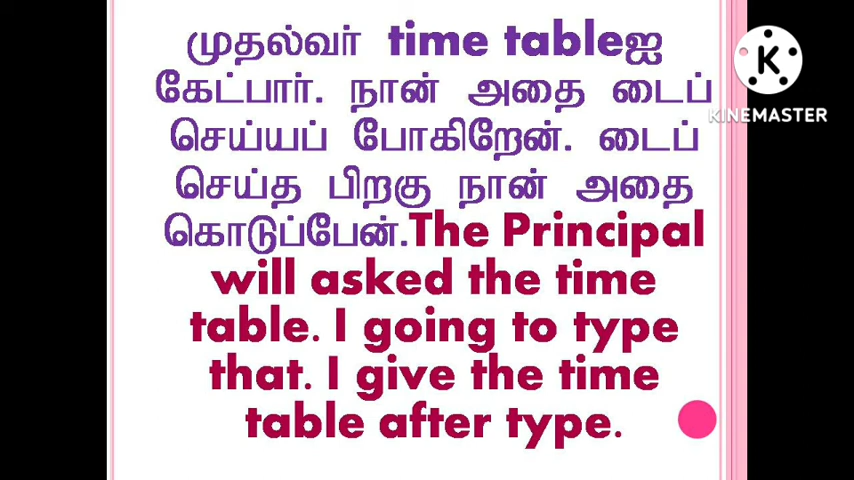 முதல்வர் time tableஐ
கேட்பார். நான் அதை டைப்
செய்யப் போகிறேன். டைப்
செய்த பிறகு நான் அதை
கொடுப்பேன்.The Principal
will asked the time
table. I going to type
that. I give the time
table after type.
K
KINEMASTER